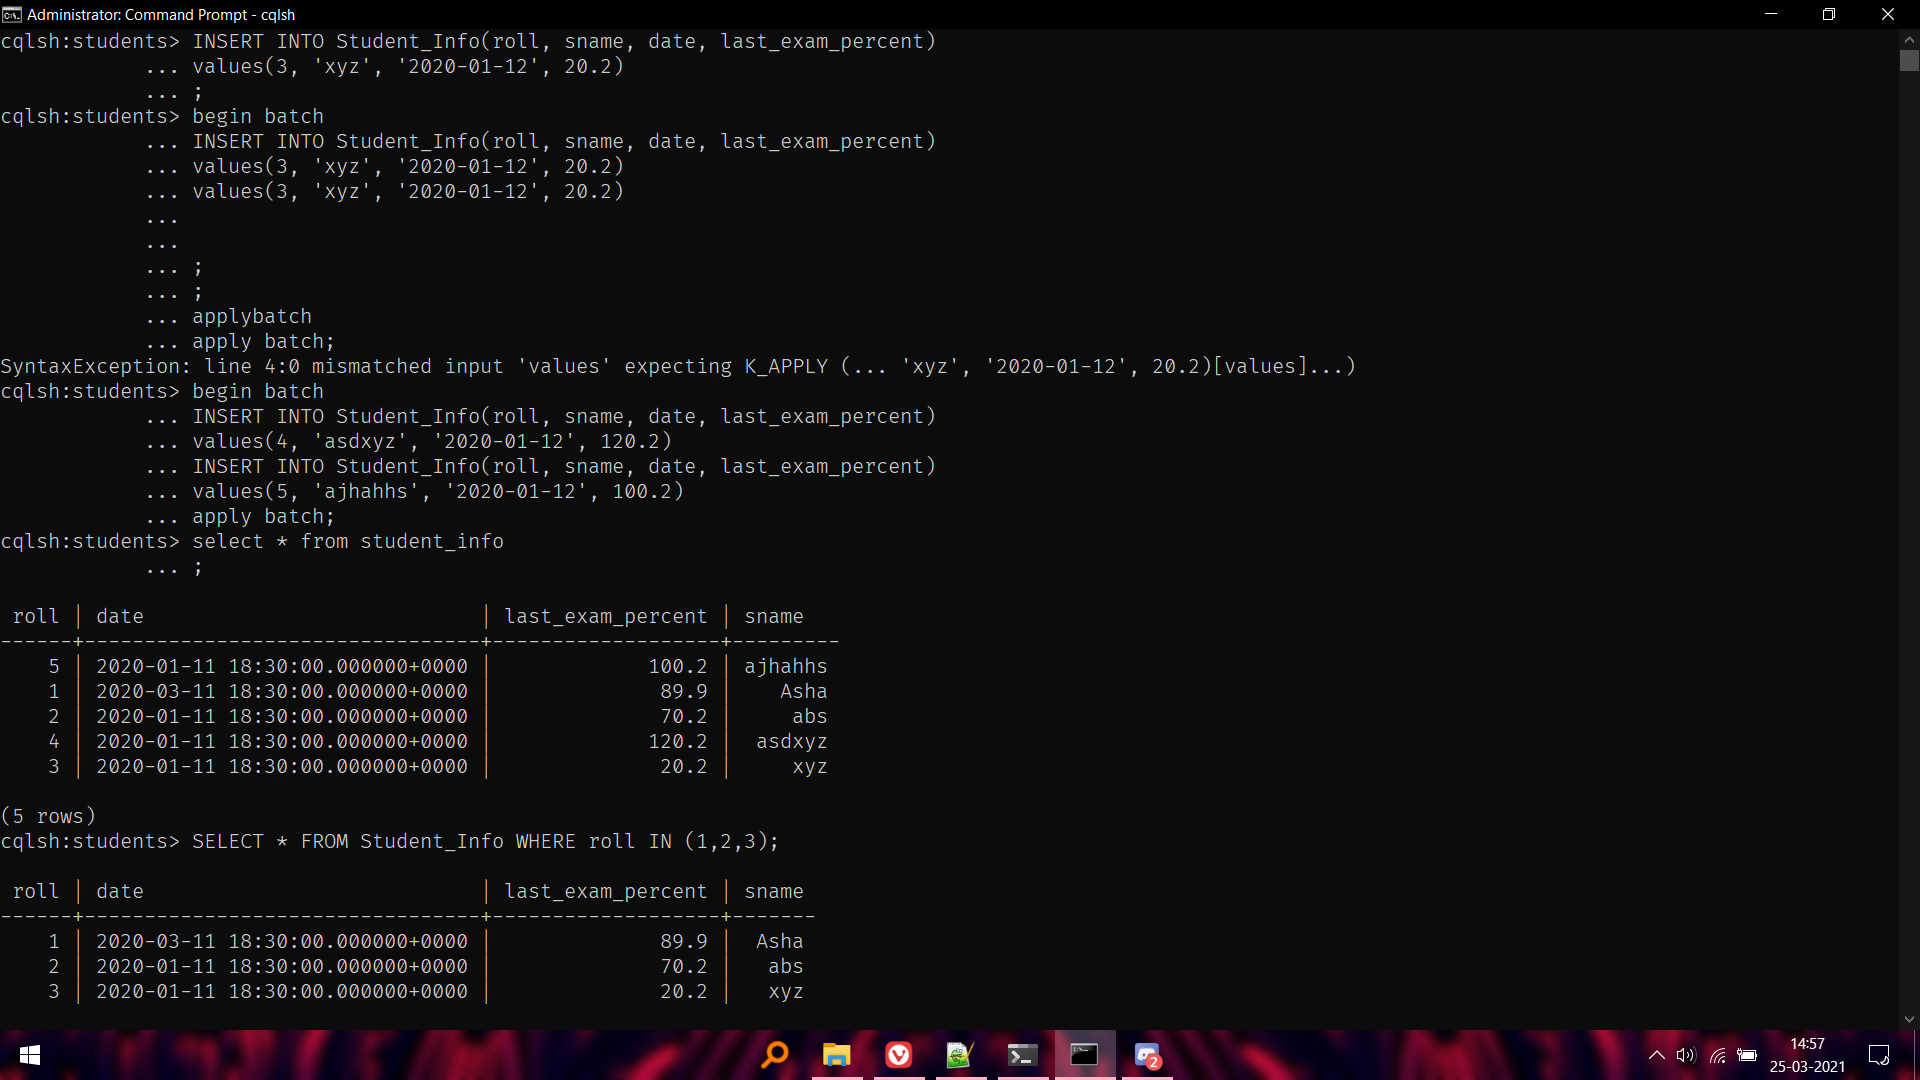 Administrator: Command Prompt - cqlsh
cqlsh:students> INSERT INTO Student_Info(roll, sname, date, last_exam_percent)
            ... values(3, 'xyz', '2020-01-12', 20.2)
            ... ;
cqlsh:students> begin batch
            ... INSERT INTO Student_Info(roll, sname, date, last_exam_percent)
            ... values(3, 'xyz', '2020-01-12', 20.2)
            ... values(3, 'xyz', '2020-01-12', 20.2)
            ...
            ...
            ... ;
            ... ;
            ... applybatch
            ... apply batch;
SyntaxException: line 4:0 mismatched input 'values' expecting K_APPLY (... 'xyz', '2020-01-12', 20.2)[values]...)
cqlsh:students> begin batch
            ... INSERT INTO Student_Info(roll, sname, date, last_exam_percent)
            ... values(4, 'asdxyz', '2020-01-12', 120.2)
            ... INSERT INTO Student_Info(roll, sname, date, last_exam_percent)
            ... values(5, 'ajhahhs', '2020-01-12', 100.2)
            ... apply batch;
cqlsh:students> select * from student_info
            ... ;
 roll | date                            | last_exam_percent | sname
------+---------------------------------+-------------------+---------
    5 | 2020-01-11 18:30:00.000000+0000 |             100.2 | ajhahhs
    1 | 2020-03-11 18:30:00.000000+0000 |              89.9 |    Asha
    2 | 2020-01-11 18:30:00.000000+0000 |              70.2 |     abs
    4 | 2020-01-11 18:30:00.000000+0000 |             120.2 |  asdxyz
    3 | 2020-01-11 18:30:00.000000+0000 |              20.2 |     xyz
(5 rows)
cqlsh:students> SELECT * FROM Student_Info WHERE roll IN (1,2,3);
 roll | date                            | last_exam_percent | sname
------+---------------------------------+-------------------+-------
    1 | 2020-03-11 18:30:00.000000+0000 |              89.9 |  Asha
    2 | 2020-01-11 18:30:00.000000+0000 |              70.2 |   abs
    3 | 2020-01-11 18:30:00.000000+0000 |              20.2 |   xyz
2
14:57
25-03-2021